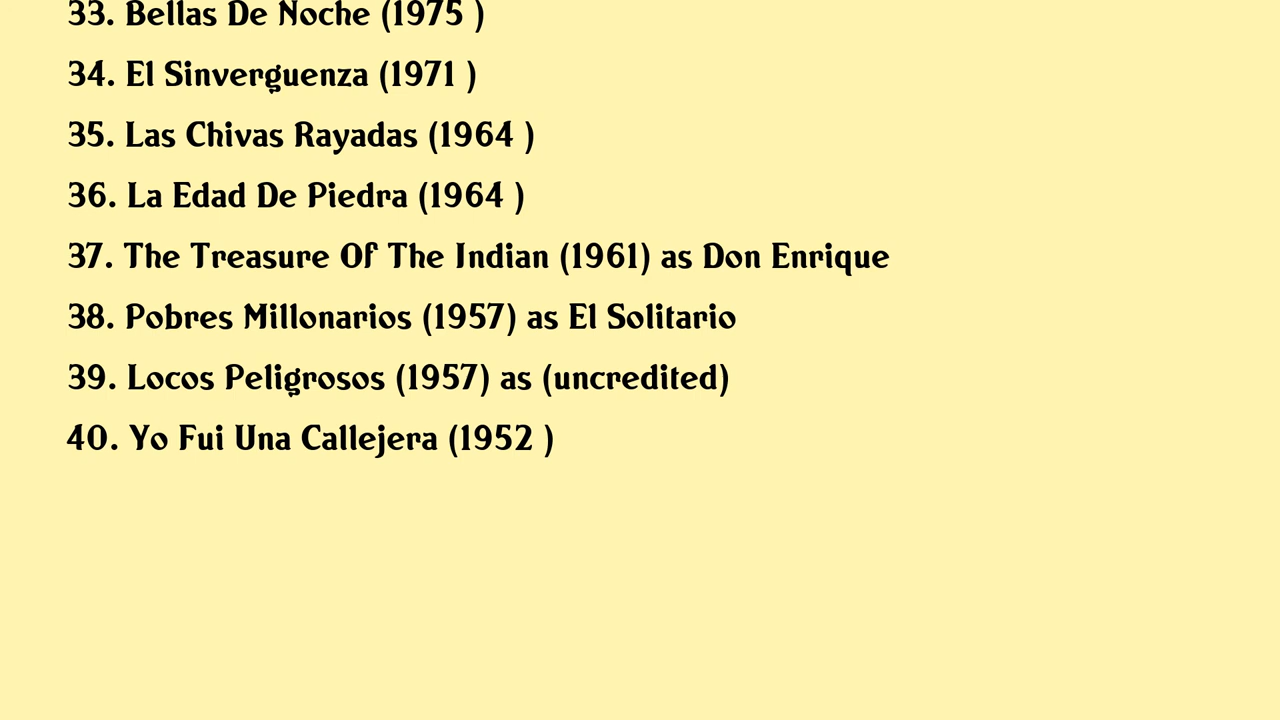 33. Bellas De Noche (1975 )
34. El Sinverguenza (1971 )
35. Las Chivas Rayadas (1964 )
36. La Edad De Piedra (1964 )
37. The Treasure Of The Indian (1961) as Don Enrique
38. Pobres Millonarios (1957) as El Solitario
39. Locos Peligrosos (1957) as (uncredited)
40. Yo Fui Una Callejera (1952 )